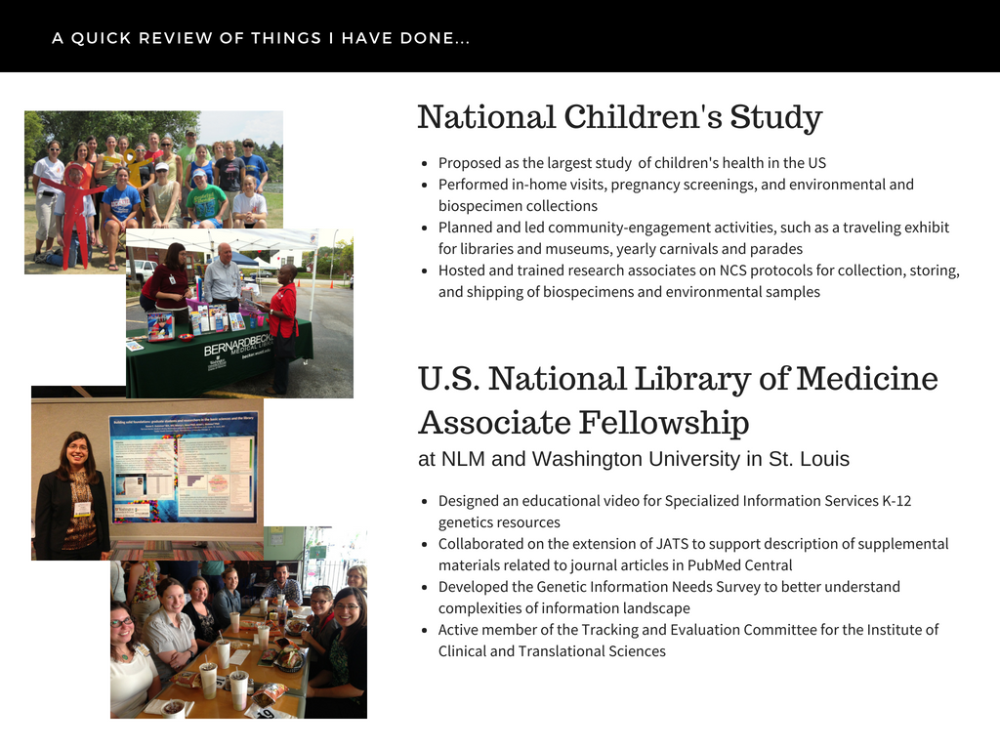 A QUICK REVIEW OF THINGS I HAVE DONE...
National Children's Study
• Proposed as the largest study of children's health in the US
• Performed in-home visits, pregnancy screenings, and environmental and
biospecimen collections
• Planned and led community-engagement activities, such as a traveling exhibit
for libraries and museums, yearly carnivals and parades
• Hosted and trained research associates on NCS protocols for collection, storing,
and shipping of biospecimens and environmental samples
BERNARD BECKER
MEDICAL LIBRARY
becker.wustl.edu
U.S. National Library of Medicine
Associate Fellowship
at NLM and Washington University in St. Louis
• Designed an educational video for Specialized Information Services K-12
genetics resources
• Collaborated on the extension of JATS to support description of supplemental
materials related to journal articles in PubMed Central
• Developed the Genetic Information Needs Survey to better understand
complexities of information landscape
• Active member of the Tracking and Evaluation Committee for the Institute of
Clinical and Translational Sciences
19